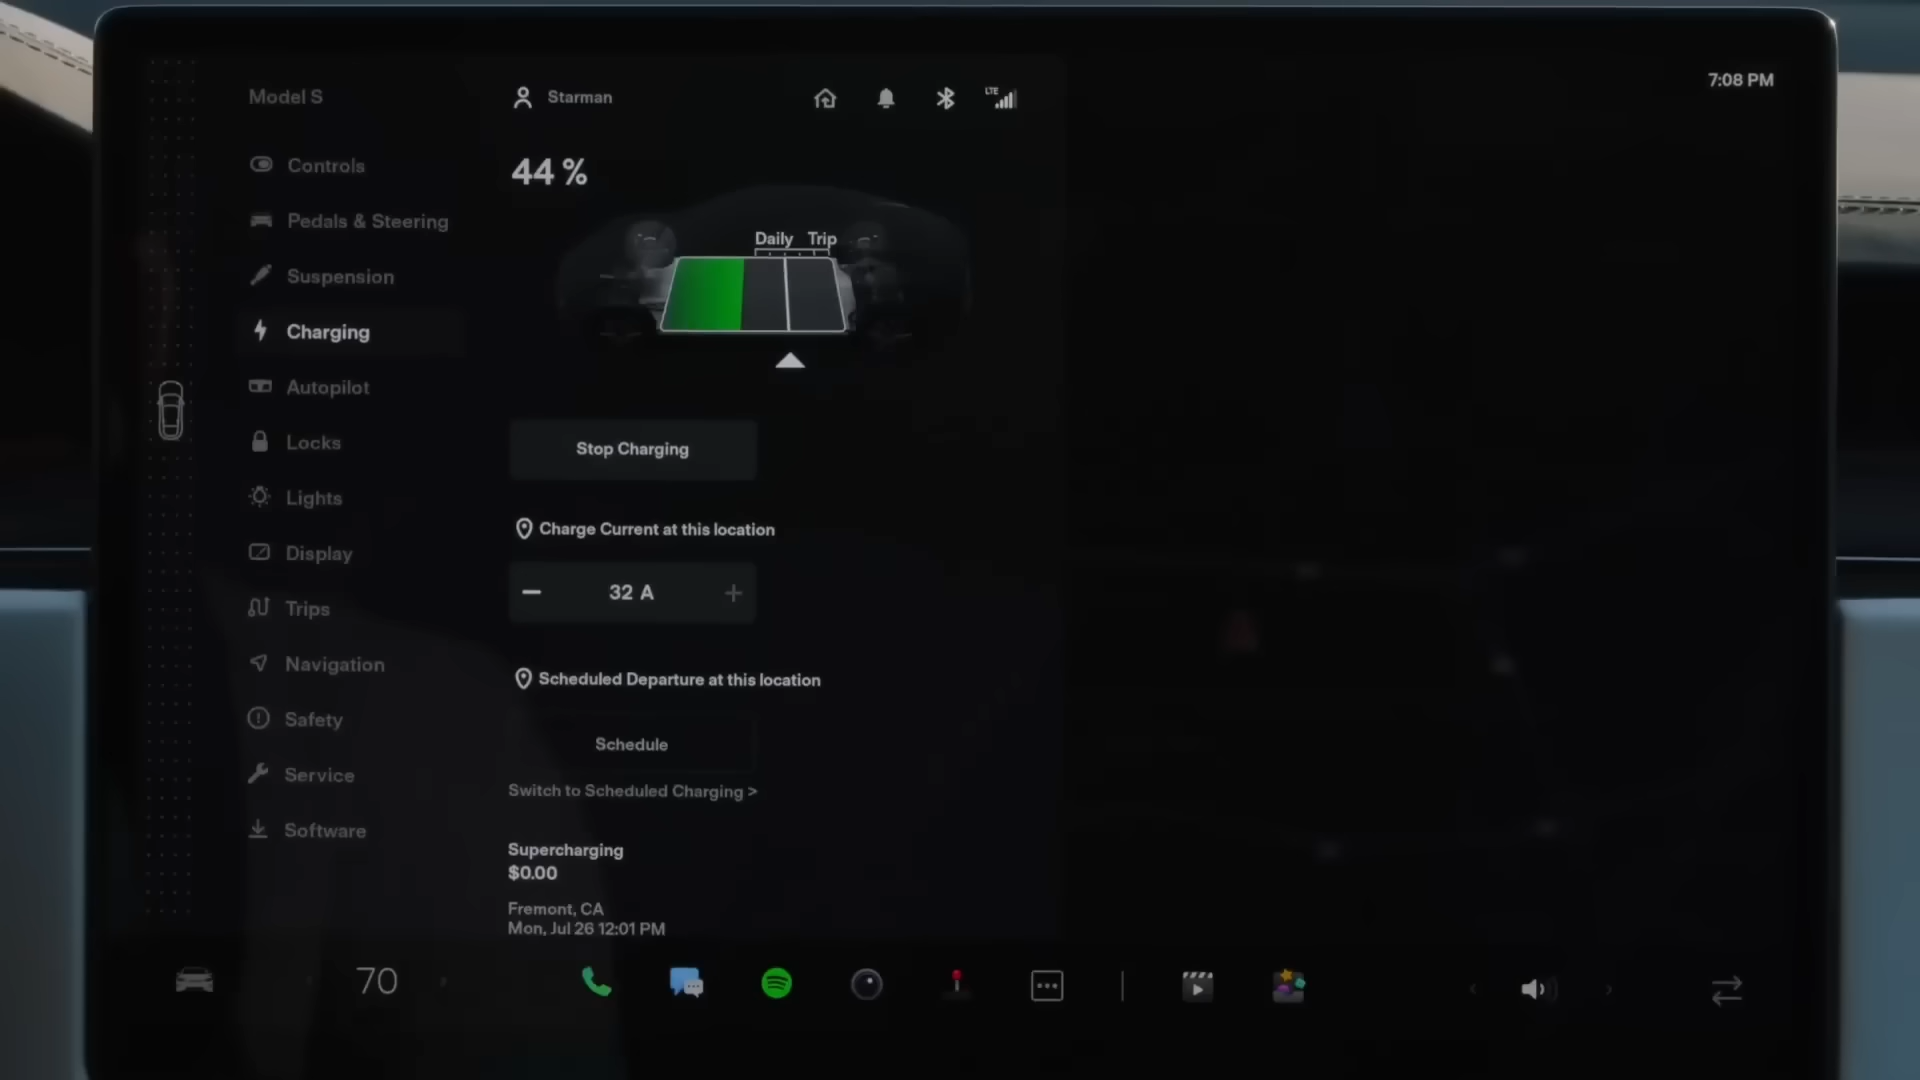 Model S
Starman
LTE
7:08 PM
Controls
Pedals & Steering
Suspension
Charging
Autopilot
Locks
Lights
Display
Trips
Navigation
Safety
Service
Software
44 %
Daily Trip
Stop Charging
Charge Current at this location
− 32 A +
Scheduled Departure at this location
Schedule
Switch to Scheduled Charging >
Supercharging
$0.00
Fremont, CA
Mon, Jul 26 12:01 PM
70